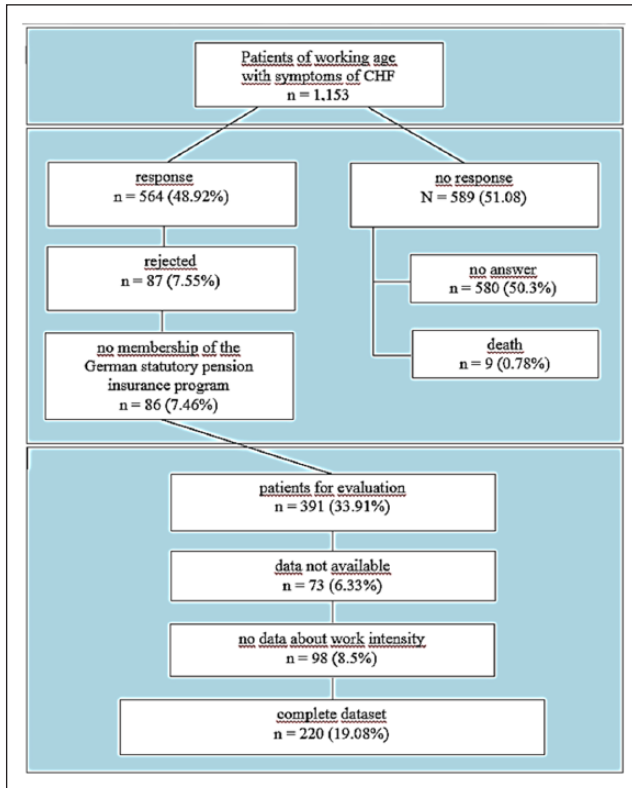 Patients of working age
with symptoms of CHF
n = 1,153
response
n = 564 (48.92%)
no response
N = 589 (51.08)
rejected
n = 87 (7.55%)
no answer
n = 580 (50.3%)
no membership of the
German statutory pension
insurance program
n = 86 (7.46%)
death
n = 9 (0.78%)
patients for evaluation
n = 391 (33.91%)
data not available
n = 73 (6.33%)
no data about work intensity
n = 98 (8.5%)
complete dataset
n = 220 (19.08%)